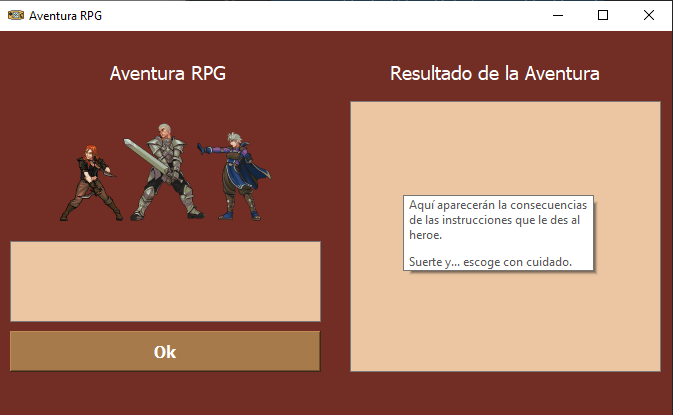 Aventura RPG
Aventura RPG
Resultado de la Aventura
Aquí aparecerán la consecuencias
de las instrucciones que le des al
heroe.
Suerte y... escoge con cuidado.
Ok